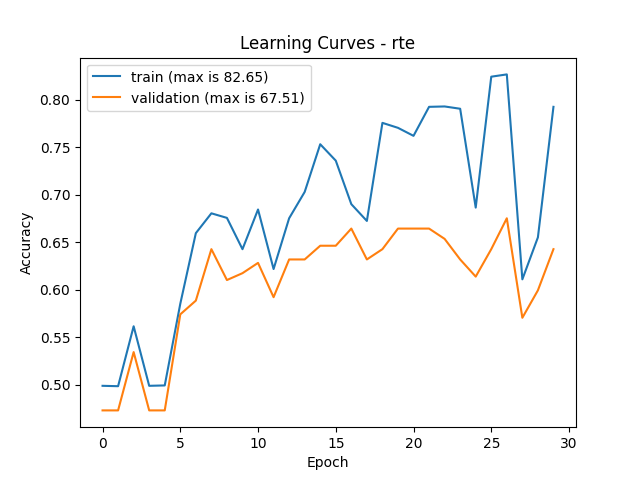 Learning Curves - rte
train (max is 82.65)
validation (max is 67.51)
Accuracy
0.80
0.75
0.70
0.65
0.60
0.55
0.50
0 5 10 15 20 25 30
Epoch